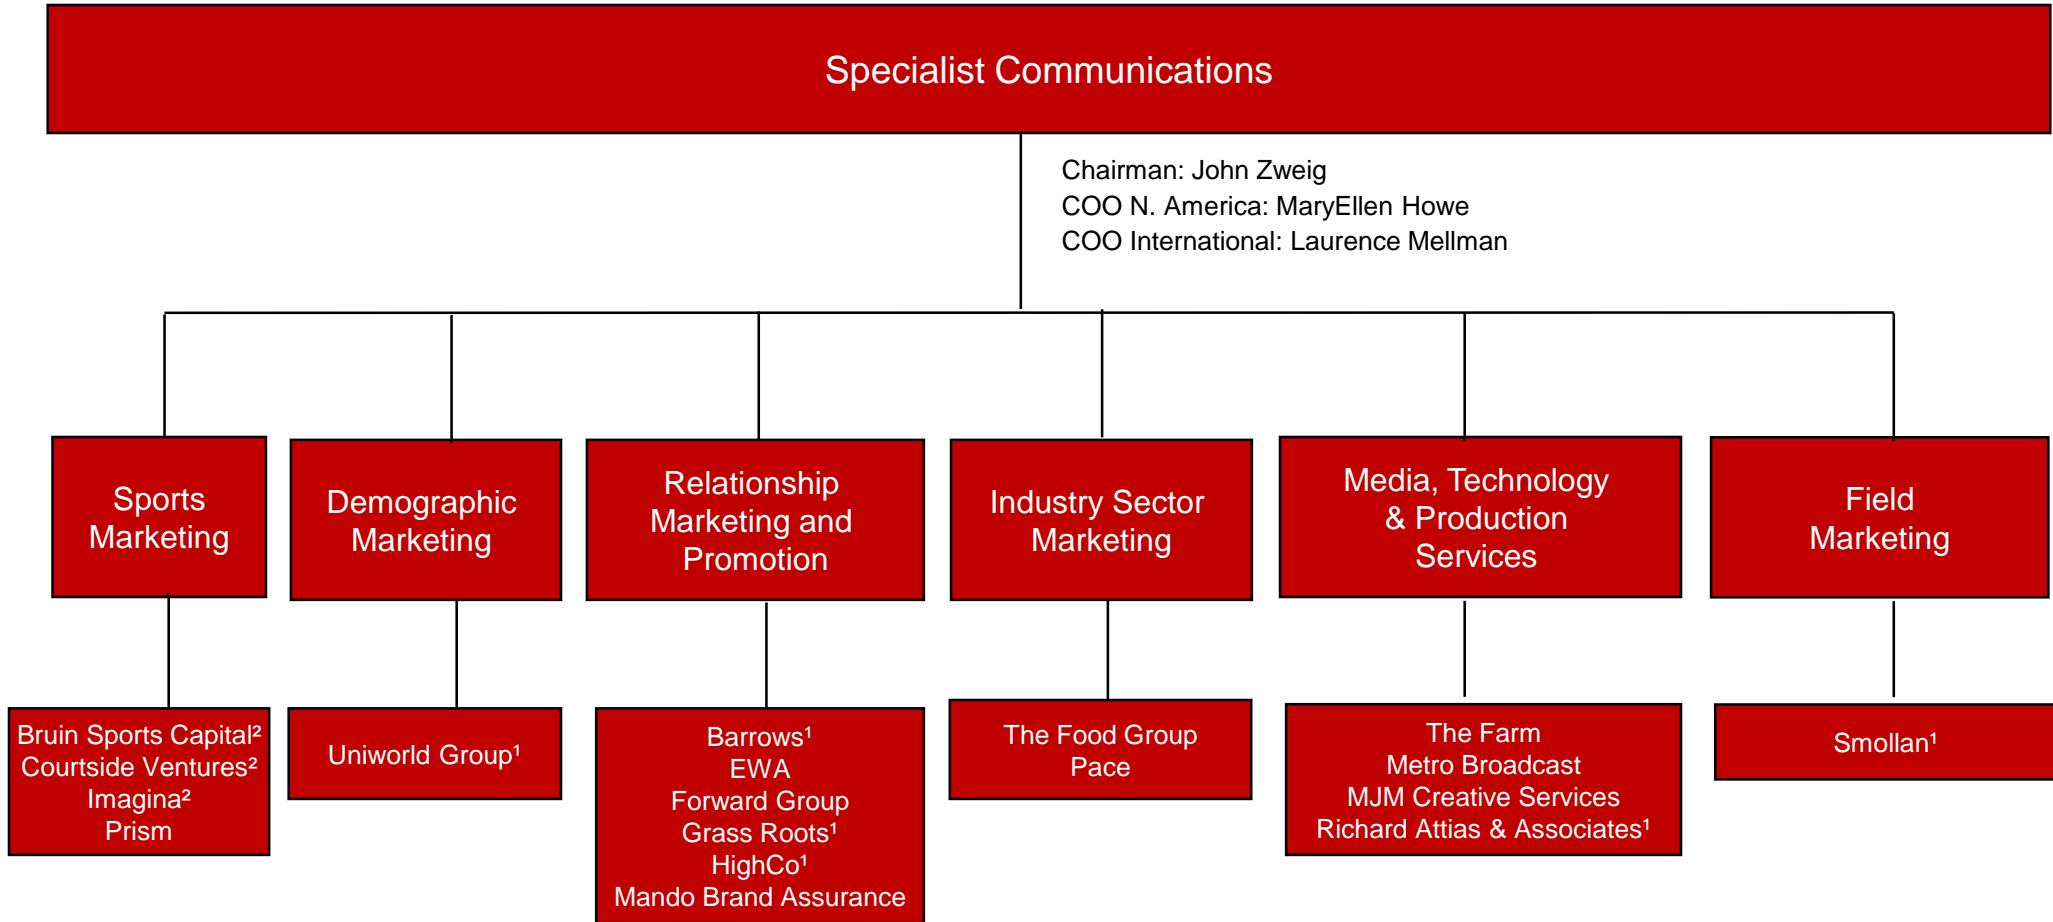 Specialist Communications
Chairman: John Zweig
COO N. America: MaryEllen Howe
COO International: Laurence Mellman
Sports
Marketing
Demographic
Marketing
Relationship
Marketing and
Promotion
Industry Sector
Marketing
Media, Technology
& Production
Services
Field
Marketing
Bruin Sports Capital²
Courtside Ventures²
Imagina²
Prism
Uniworld Group¹
Barrows¹
EWA
Forward Group
Grass Roots¹
HighCo¹
Mando Brand Assurance
The Food Group
Pace
The Farm
Metro Broadcast
MJM Creative Services
Richard Attias & Associates¹
Smollan¹